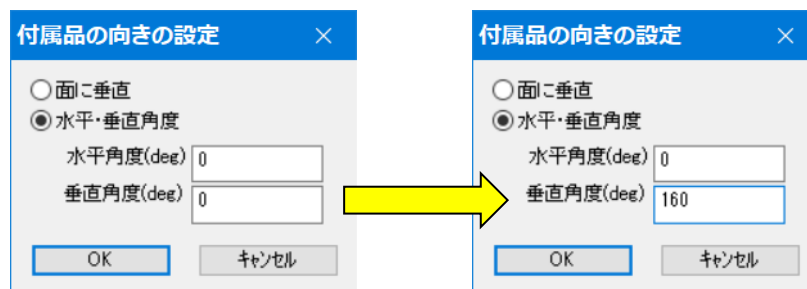 付属品の向きの設定
面に垂直
水平・垂直角度
水平角度(deg) 0
垂直角度(deg) 0
OK キャンセル
付属品の向きの設定
面に垂直
水平・垂直角度
水平角度(deg) 0
垂直角度(deg) 160
OK キャンセル